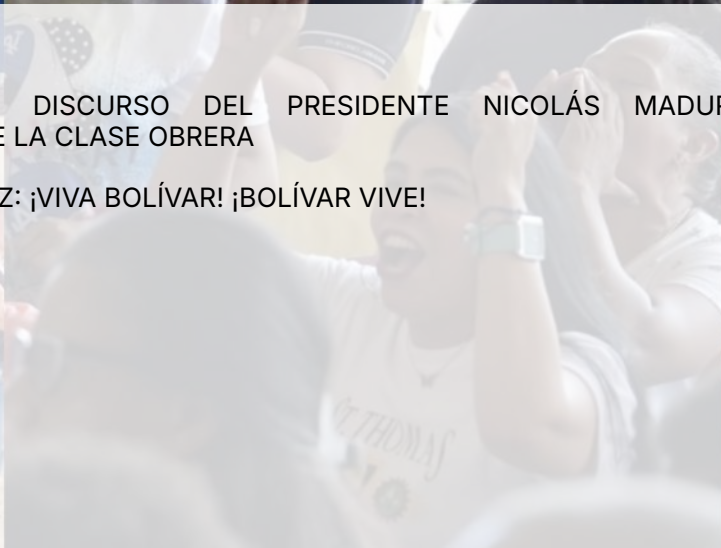 DISCURSO DEL PRESIDENTE NICOLÁS
LA CLASE OBRERA
¡VIVA BOLÍVAR! ¡BOLÍVAR VIVE!